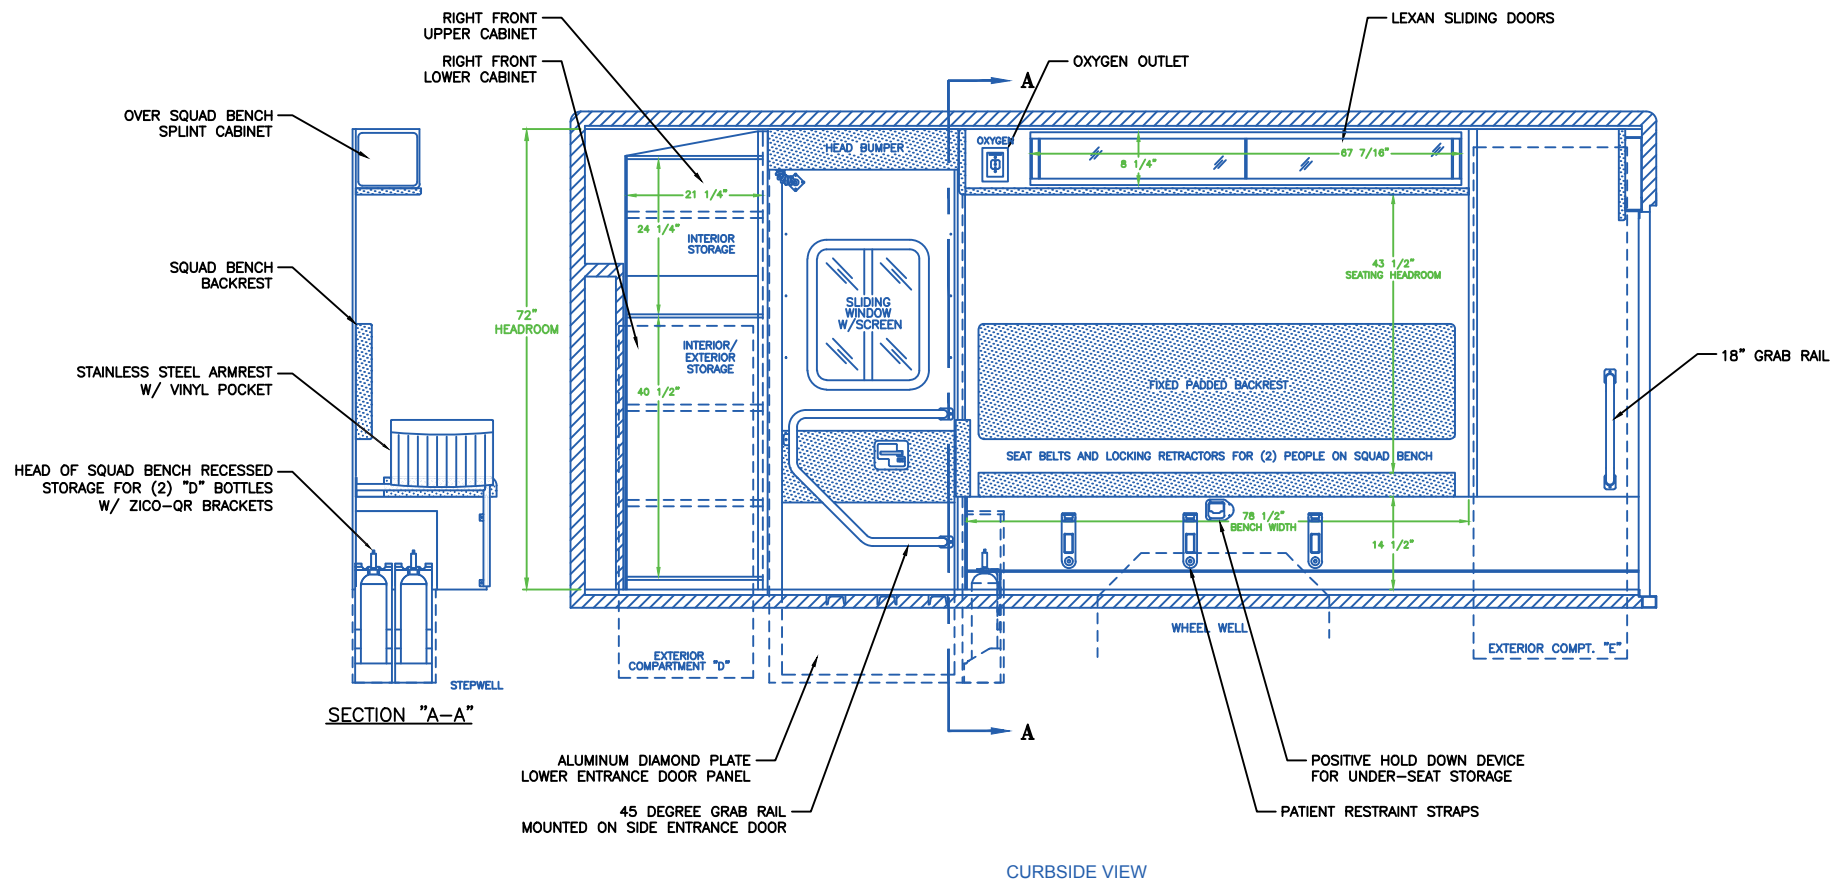 RIGHT FRONT
UPPER CABINET
RIGHT FRONT
LOWER CABINET
LEXAN SLIDING DOORS
OXYGEN OUTLET
A
OVER SQUAD BENCH
SPLINT CABINET
SQUAD BENCH
BACKREST
STAINLESS STEEL ARMREST
W/ VINYL POCKET
HEAD OF SQUAD BENCH RECESSED
STORAGE FOR (2) "D" BOTTLES
W/ ZICO-QR BRACKETS
STEPWELL
SECTION "A-A"
72"
HEADROOM
21 1/4"
24 1/4"
INTERIOR
STORAGE
INTERIOR/
EXTERIOR
STORAGE
40 1/2"
EXTERIOR
COMPARTMENT "D"
HEAD BUMPER
SLIDING
WINDOW
W/SCREEN
OXYGEN
8 1/4"
67 7/16"
43 1/2"
SEATING HEADROOM
FIXED PADDED BACKREST
SEAT BELTS AND LOCKING RETRACTORS FOR (2) PEOPLE ON SQUAD BENCH
78 1/2"
BENCH WIDTH
14 1/2"
WHEEL WELL
EXTERIOR COMPT. "E"
18" GRAB RAIL
A
ALUMINUM DIAMOND PLATE
LOWER ENTRANCE DOOR PANEL
45 DEGREE GRAB RAIL
MOUNTED ON SIDE ENTRANCE DOOR
POSITIVE HOLD DOWN DEVICE
FOR UNDER-SEAT STORAGE
PATIENT RESTRAINT STRAPS
CURBSIDE VIEW